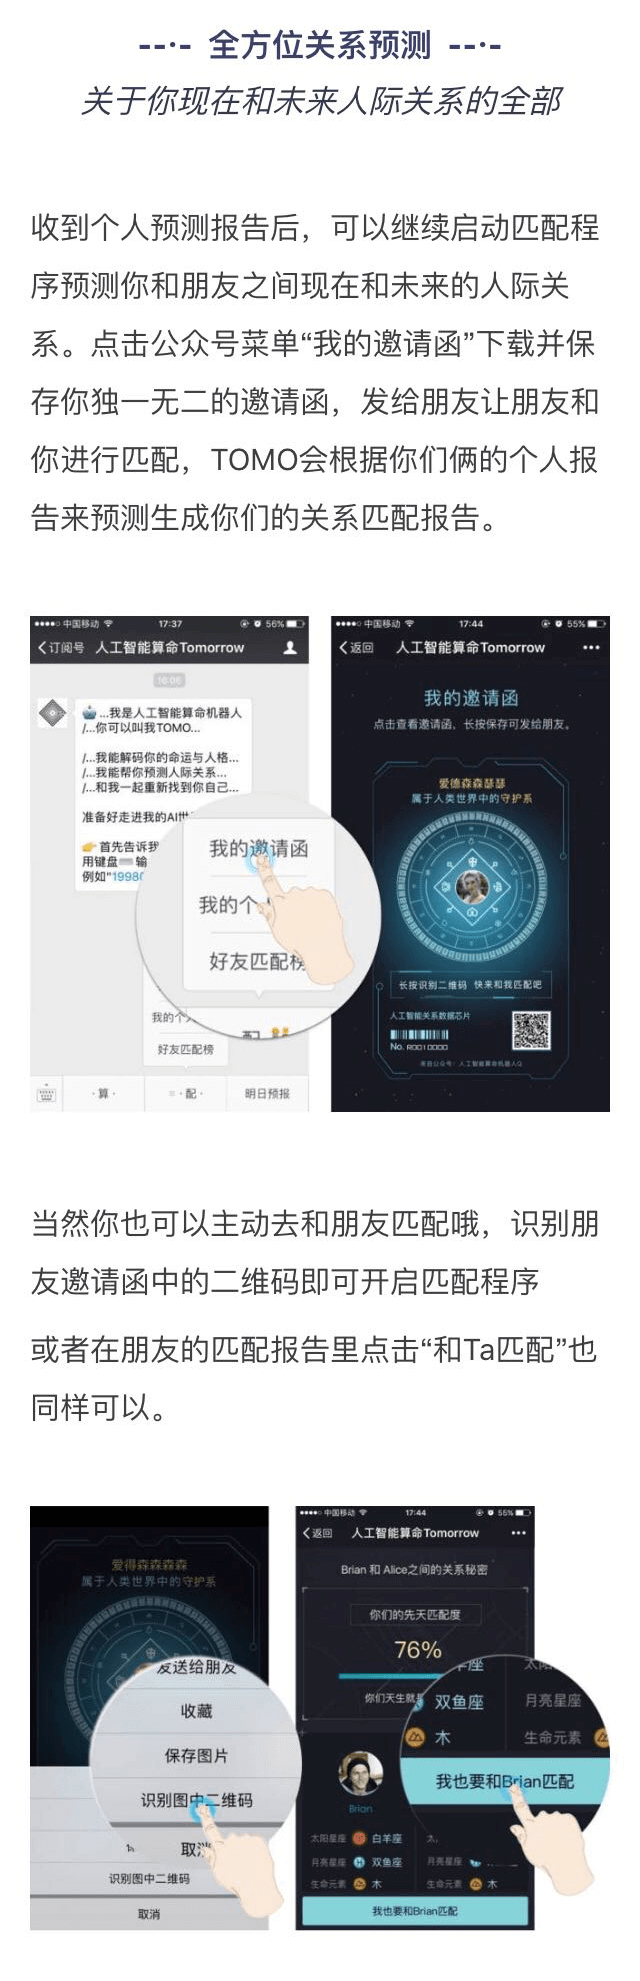 --·- 全方位关系预测 --·-
关于你现在和未来人际关系的全部
收到个人预测报告后，可以继续启动匹配程
序预测你和朋友之间现在和未来的人际关
系。点击公众号菜单“我的邀请函”下载并保
存你独一无二的邀请函，发给朋友让朋友和
你进行匹配，TOMO会根据你们俩的个人报
告来预测生成你们的关系匹配报告。
中国移动 17:37 56%
订阅号 人工智能算命Tomorrow
16:06
...我是人工智能算命机器人
/...你可以叫我TOMO...
/...我能解码你的命运与人格...
/...我能帮你预测人际关系...
/...和我一起重新找到你自己...
准备好走进我的AI世
首先告诉我
用键盘 输
例如"19980
我的邀请函
我的个
好友匹配榜
我的个人
好友匹配榜
·算·
·配·
明日预报
中国移动 17:44 55%
返回 人工智能算命Tomorrow
我的邀请函
点击查看邀请函，长按保存可发给朋友。
爱德森森瑟瑟
属于人类世界中的守护系
长按识别二维码 快来和我匹配吧
人工智能关系数据芯片
No. R0010000
来自公众号：人工智能算命机器人Q
当然你也可以主动去和朋友匹配哦，识别朋
友邀请函中的二维码即可开启匹配程序
或者在朋友的匹配报告里点击“和Ta匹配”也
同样可以。
爱得森森森森
属于人类世界中的守护系
发送给朋友
收藏
保存图片
识别图中二维码
取消
识别图中二维码
取消
中国移动 17:44 55%
返回 人工智能算命Tomorrow
Brian 和 Alice之间的关系秘密
你们的先天匹配度
76%
你们天生就
Brian
太阳星座 白羊座
月亮星座 双鱼座
生命元素 木
太
月亮星座
生命元素 木
我也要和Brian匹配
羊座
双鱼座
木
太阳
月亮星座
生命元素
我也要和Brian匹配